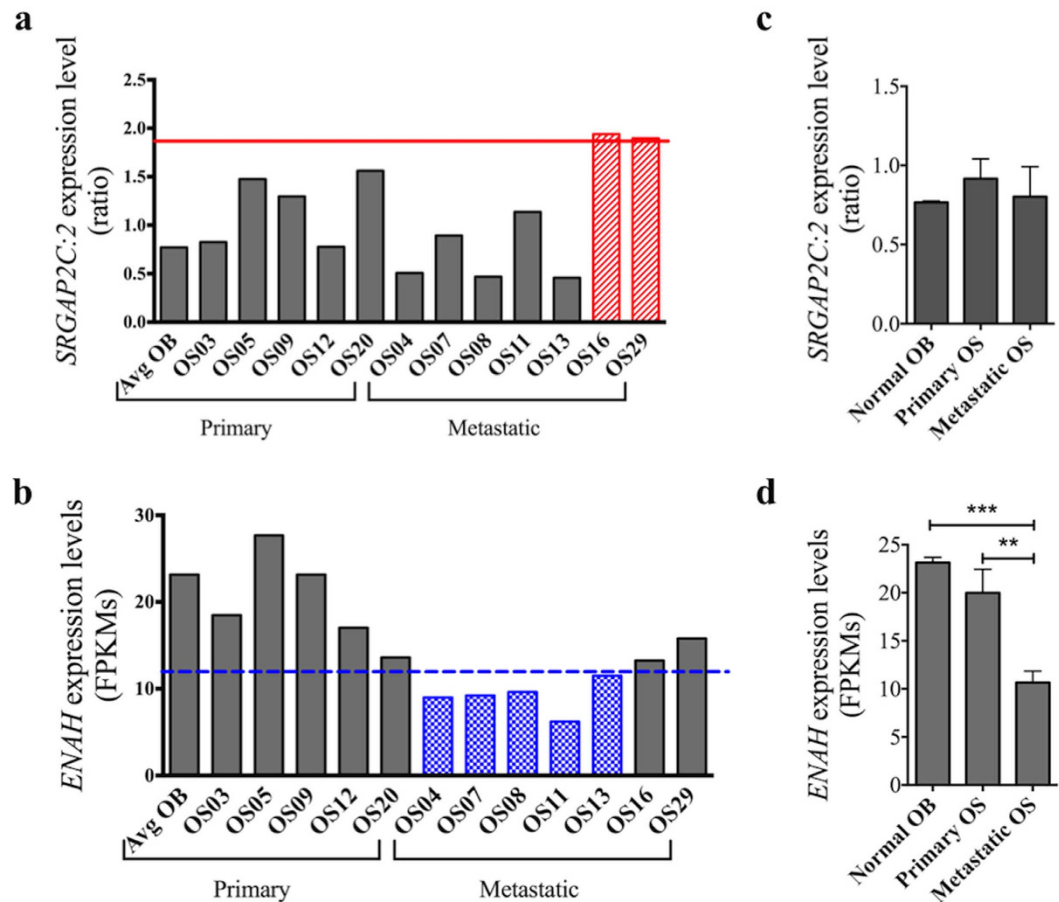 a
SRGAP2C:2 expression level
(ratio)
2.5
2.0
1.5
1.0
0.5
0.0
Avg OB
OS03
OS05
OS09
OS12
OS20
OS04
OS07
OS08
OS11
OS13
OS16
OS29
Primary
Metastatic
c
SRGAP2C:2 expression level
(ratio)
1.5
1.0
0.5
0.0
Normal OB
Primary OS
Metastatic OS
b
ENAH expression levels
(FPKMs)
30
20
10
0
Avg OB
OS03
OS05
OS09
OS12
OS20
OS04
OS07
OS08
OS11
OS13
OS16
OS29
Primary
Metastatic
d
ENAH expression levels
(FPKMs)
***
**
25
20
15
10
5
0
Normal OB
Primary OS
Metastatic OS